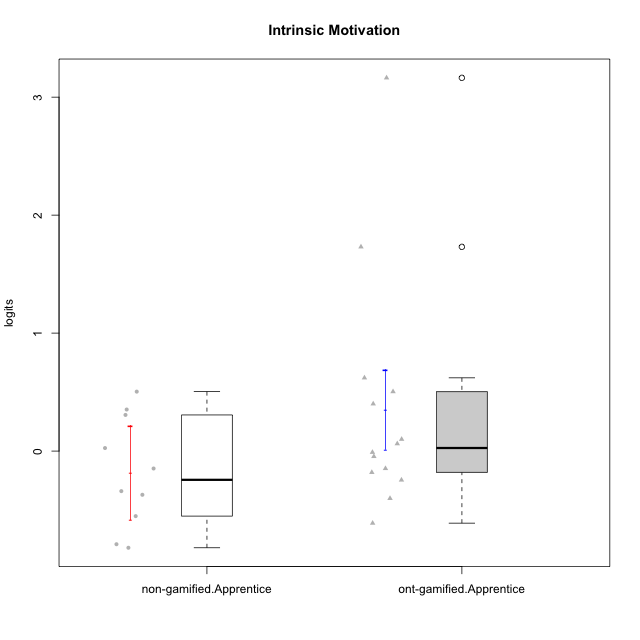 Intrinsic Motivation
logits
3
2
1
0
non-gamified.Apprentice
ont-gamified.Apprentice